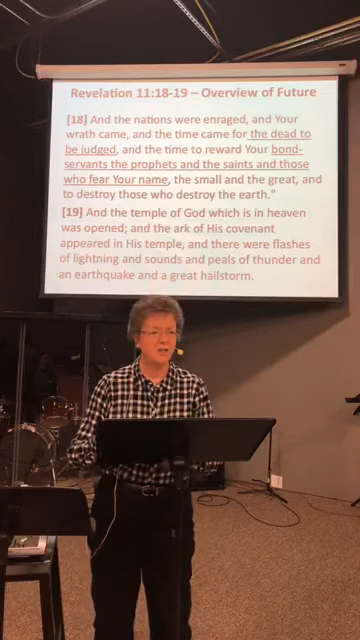 Revelation 11:18-19 – Overview of Future
[18] And the nations were enraged, and Your
wrath came, and the time came for the dead to
be judged, and the time to reward Your bond-
servants the prophets and the saints and those
who fear Your name, the small and the great, and
to destroy those who destroy the earth."
[19] And the temple of God which is in heaven
was opened; and the ark of His covenant
appeared in His temple, and there were flashes
of lightning and sounds and peals of thunder and
an earthquake and a great hailstorm.